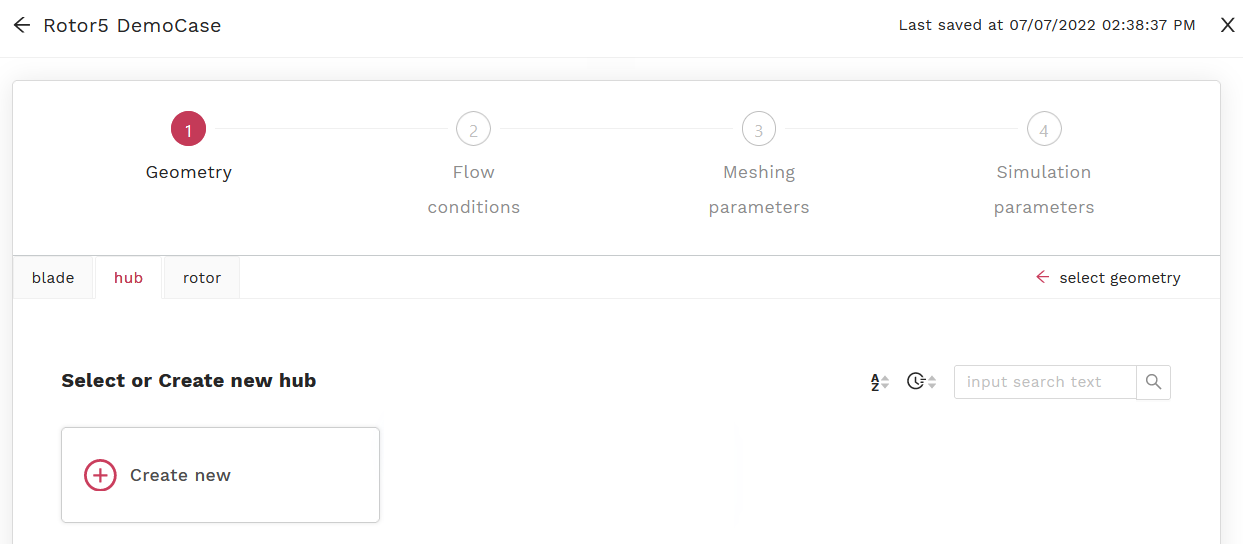 Rotor5 DemoCase
Last saved at 07/07/2022 02:38:37 PM
1
2
3
4
Geometry
Flow
conditions
Meshing
parameters
Simulation
parameters
blade
hub
rotor
select geometry
Select or Create new hub
A
Z
input search text
Create new